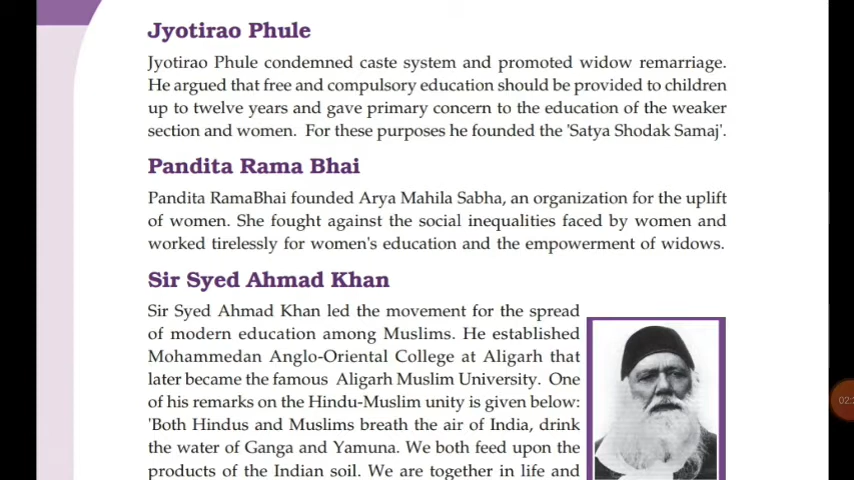 Jyotirao Phule
Jyotirao Phule condemned caste system and promoted widow remarriage.
He argued that free and compulsory education should be provided to children
up to twelve years and gave primary concern to the education of the weaker
section and women. For these purposes he founded the 'Satya Shodak Samaj'.
Pandita Rama Bhai
Pandita RamaBhai founded Arya Mahila Sabha, an organization for the uplift
of women. She fought against the social inequalities faced by women and
worked tirelessly for women's education and the empowerment of widows.
Sir Syed Ahmad Khan
Sir Syed Ahmad Khan led the movement for the spread
of modern education among Muslims. He established
Mohammedan Anglo-Oriental College at Aligarh that
later became the famous Aligarh Muslim University. One
of his remarks on the Hindu-Muslim unity is given below:
'Both Hindus and Muslims breath the air of India, drink
the water of Ganga and Yamuna. We both feed upon the
products of the Indian soil. We are together in life and